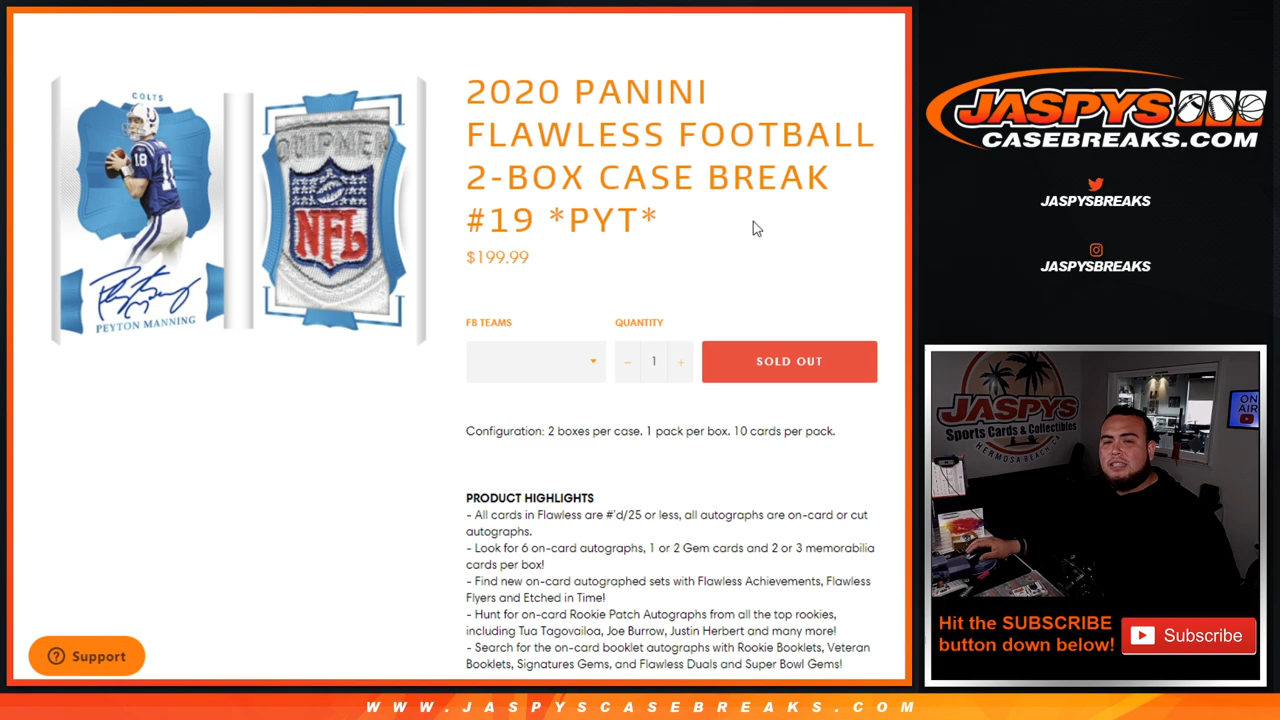 COLTS
18
18
PEYTON MANNING
QUIPMEN
NFL
2020 PANINI
FLAWLESS FOOTBALL
2-BOX CASE BREAK
#19 *PYT*
$199.99
FB TEAMS
QUANTITY
− 1 +
SOLD OUT
Configuration: 2 boxes per case. 1 pack per box. 10 cards per pack.
PRODUCT HIGHLIGHTS
- All cards in Flawless are #'d/25 or less, all autographs are on-card or cut
autographs.
- Look for 6 on-card autographs, 1 or 2 Gem cards and 2 or 3 memorabilia
cards per box!
- Find new on-card autographed sets with Flawless Achievements, Flawless
Flyers and Etched in Time!
- Hunt for on-card Rookie Patch Autographs from all the top rookies,
including Tua Tagovailoa, Joe Burrow, Justin Herbert and many more!
- Search for the on-card booklet autographs with Rookie Booklets, Veteran
Booklets, Signatures Gems, and Flawless Duals and Super Bowl Gems!
Support
JASPYS
CASEBREAKS.COM
JASPYSBREAKS
JASPYSBREAKS
JASPYS
Sports Cards & Collectibles
HERMOSA BEACH, CA
ON
AIR
Hit the SUBSCRIBE
button down below!
Subscribe
WWW.JASPYSCASEBREAKS.COM